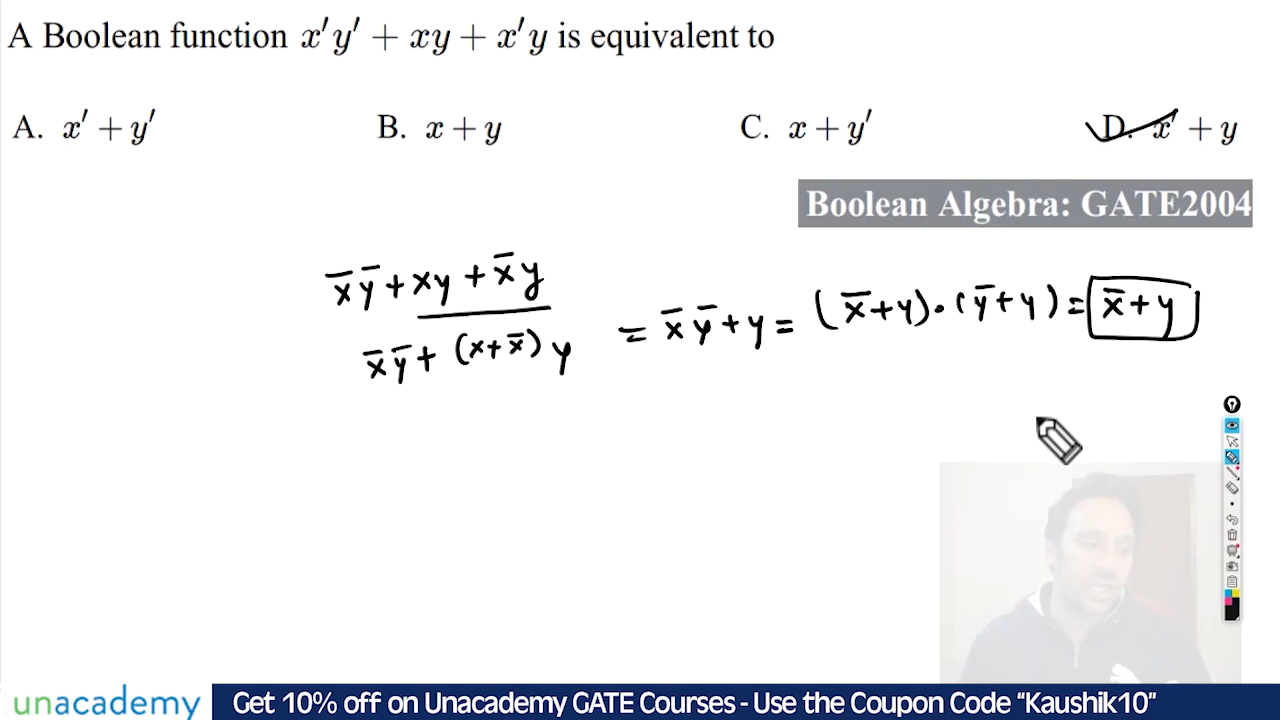 A Boolean function x′y′ + xy + x′y is equivalent to
A. x′ + y′ B. x + y C. x + y′ D. x′ + y
Boolean Algebra: GATE2004
x̅y̅ + xy + x̅y
x̅y̅ + (x+x̅)y = x̅y̅ + y = (x̅+y)·(y̅+y) = x̅+y
unacademy Get 10% off on Unacademy GATE Courses - Use the Coupon Code “Kaushik10”